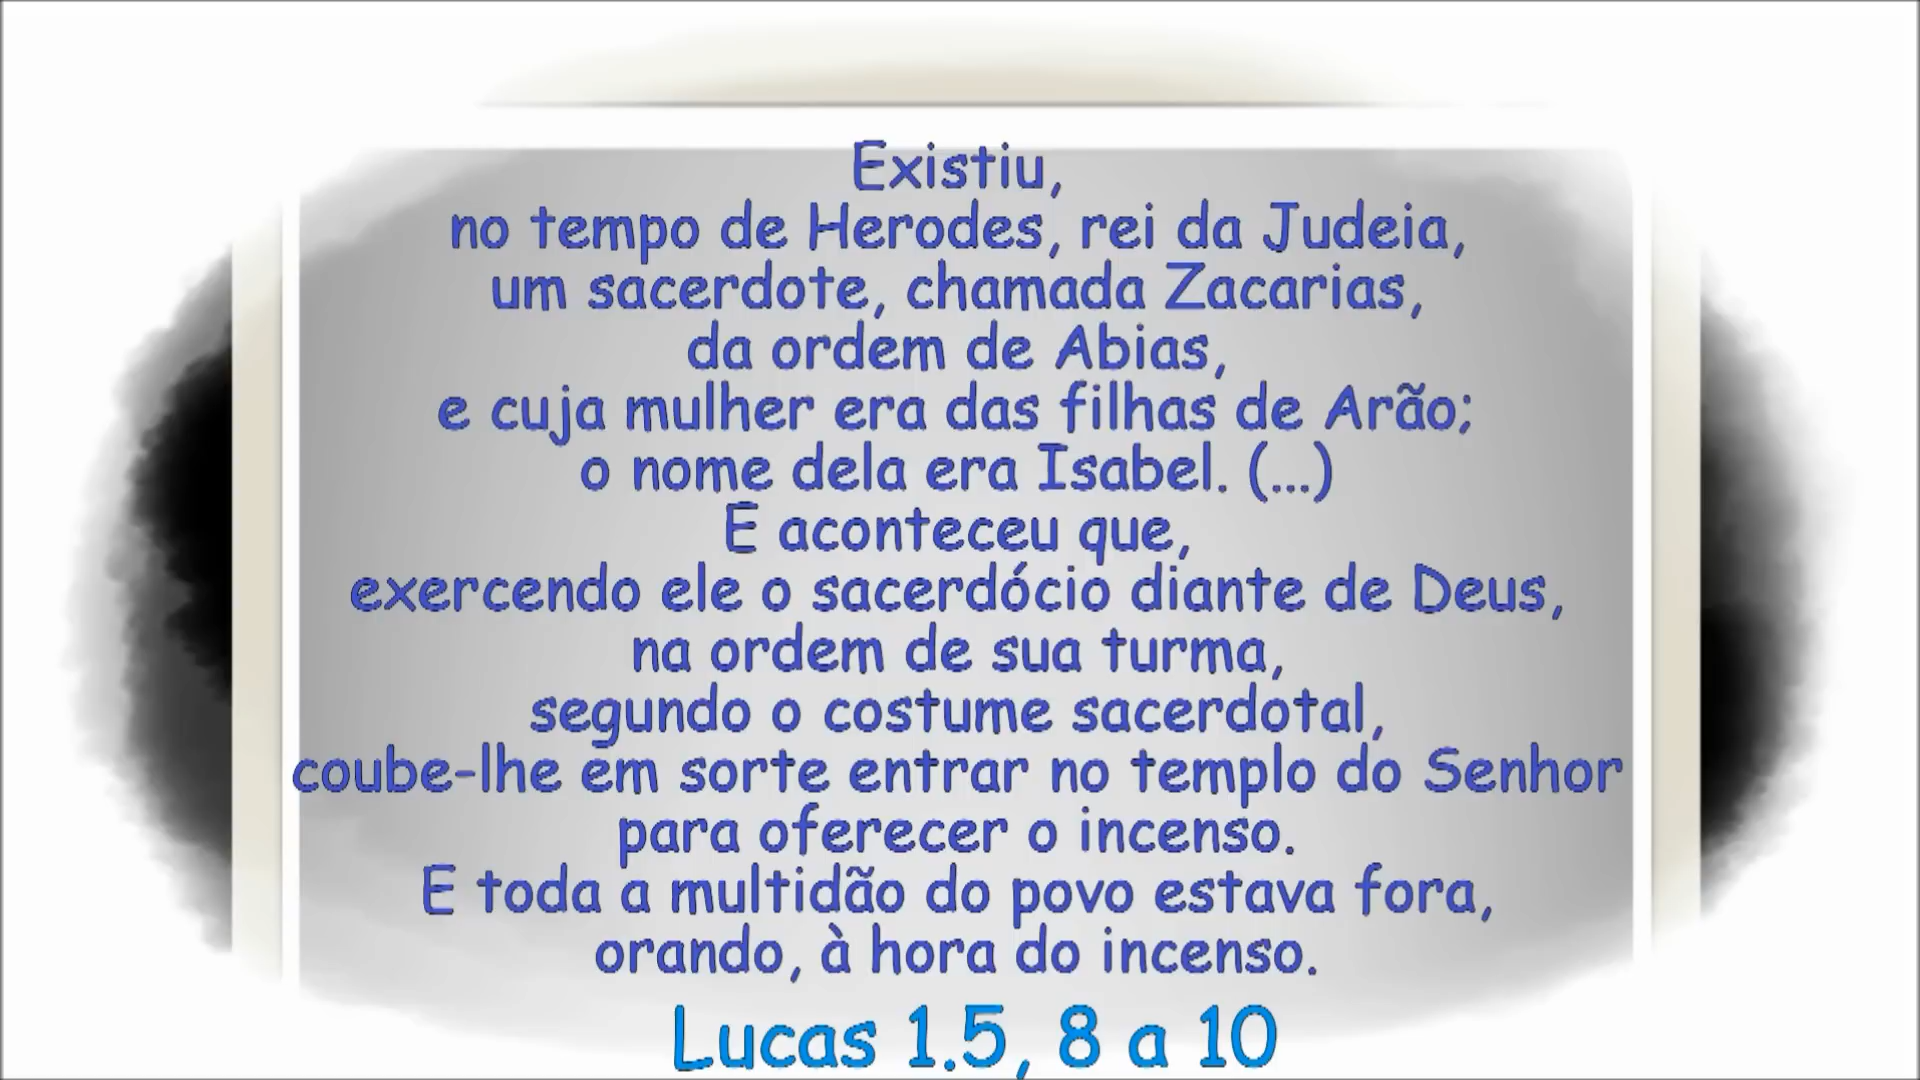 Existiu,
no tempo de Herodes, rei da Judeia,
um sacerdote, chamada Zacarias,
da ordem de Abias,
e cuja mulher era das filhas de Arão;
o nome dela era Isabel. (...)
E aconteceu que,
exercendo ele o sacerdócio diante de Deus,
na ordem de sua turma,
segundo o costume sacerdotal,
coube-lhe em sorte entrar no templo do Senhor
para oferecer o incenso.
E toda a multidão do povo estava fora,
orando, à hora do incenso.
Lucas 1.5, 8 a 10